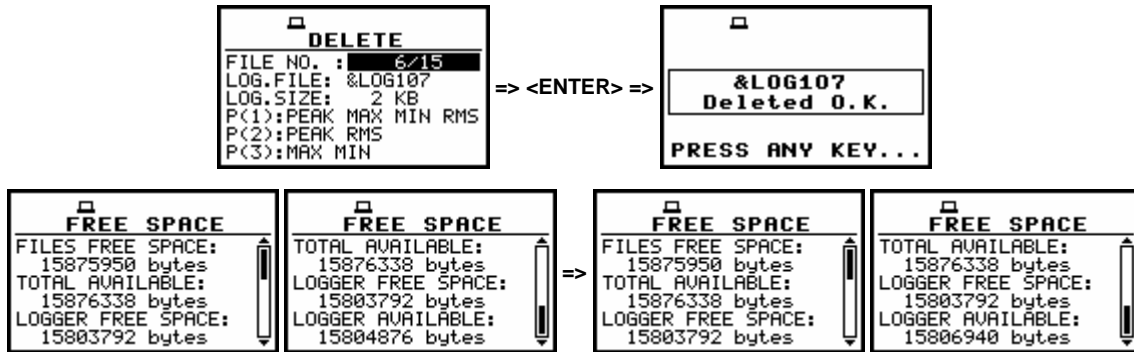 DELETE
FILE NO. : 6/15
LOG.FILE: &LOG107
LOG.SIZE: 2 KB
P(1):PEAK MAX MIN RMS
P(2):PEAK RMS
P(3):MAX MIN
=> <ENTER> =>
&LOG107
Deleted O.K.
PRESS ANY KEY...
FREE SPACE
FILES FREE SPACE:
15875950 bytes
TOTAL AVAILABLE:
15876338 bytes
LOGGER FREE SPACE:
15803792 bytes
FREE SPACE
TOTAL AVAILABLE:
15876338 bytes
LOGGER FREE SPACE:
15803792 bytes
LOGGER AVAILABLE:
15804876 bytes
=>
FREE SPACE
FILES FREE SPACE:
15875950 bytes
TOTAL AVAILABLE:
15876338 bytes
LOGGER FREE SPACE:
15803792 bytes
FREE SPACE
TOTAL AVAILABLE:
15876338 bytes
LOGGER FREE SPACE:
15803792 bytes
LOGGER AVAILABLE:
15806940 bytes